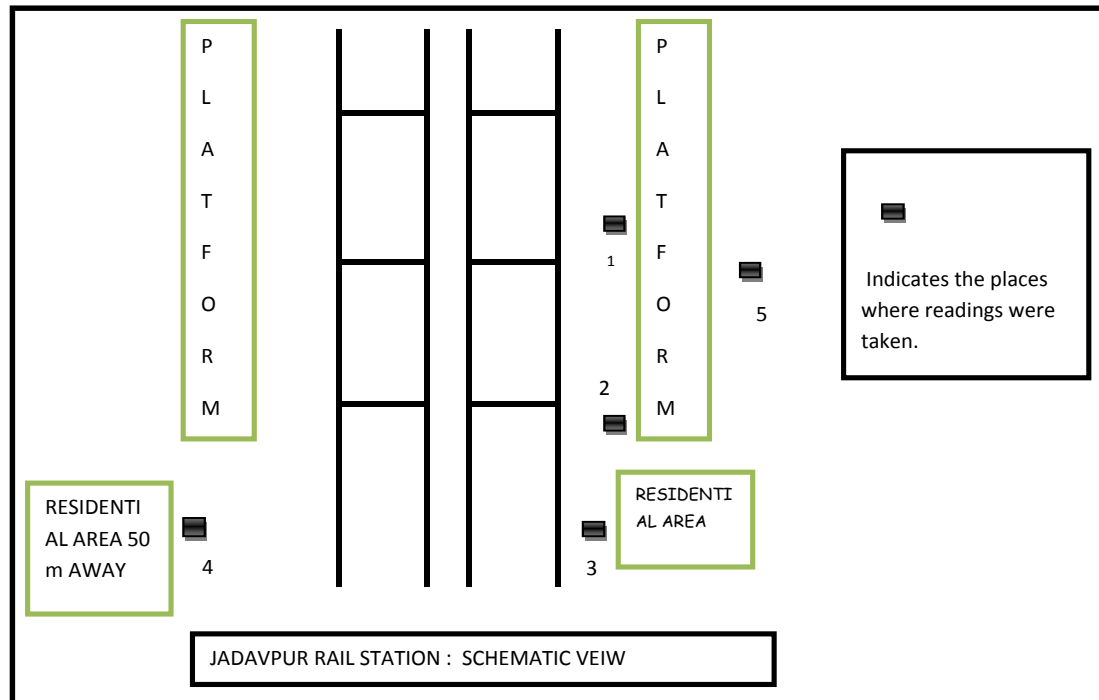 P
L
A
T
F
O
R
M
P
L
A
T
F
O
R
M
1
2
5
Indicates the places
where readings were
taken.
RESIDENTI
AL AREA 50
m AWAY
4
3
RESIDENTI
AL AREA
JADAVPUR RAIL STATION : SCHEMATIC VEIW